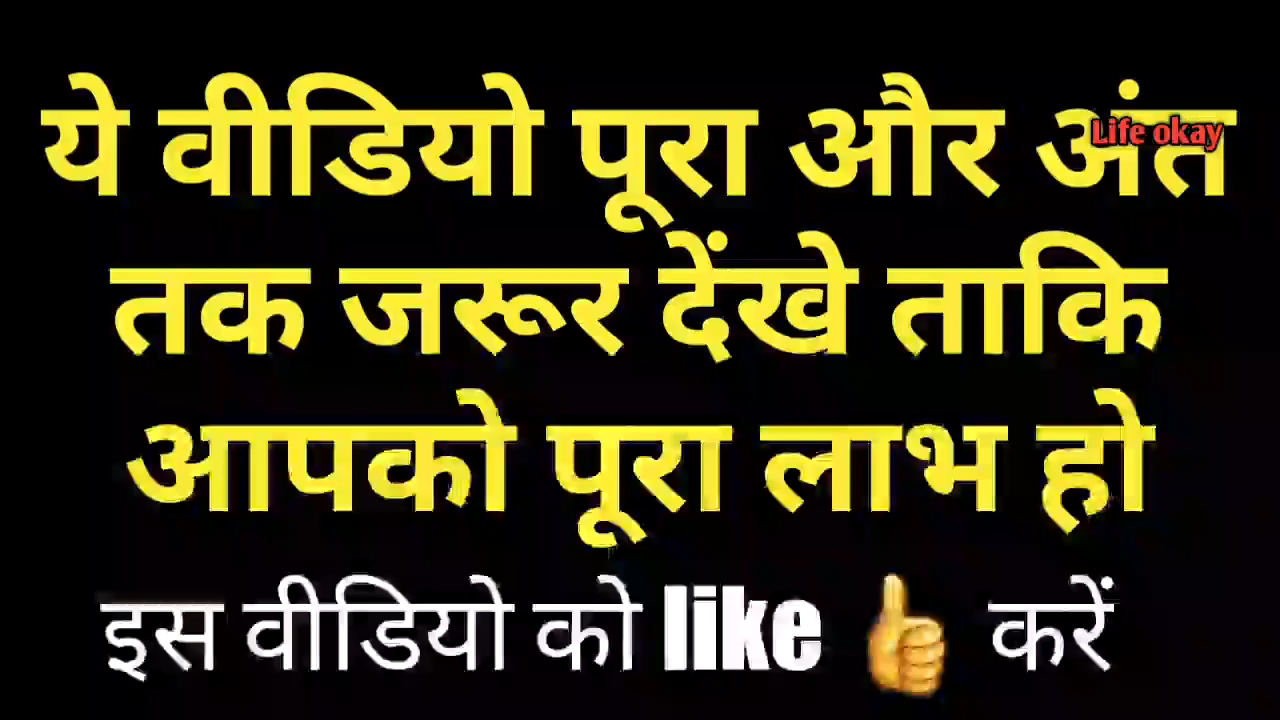 ये वीडियो पूरा और अंत
Life okay
तक जरूर देंखे ताकि
आपको पूरा लाभ हो
इस वीडियो को like 👍 करें